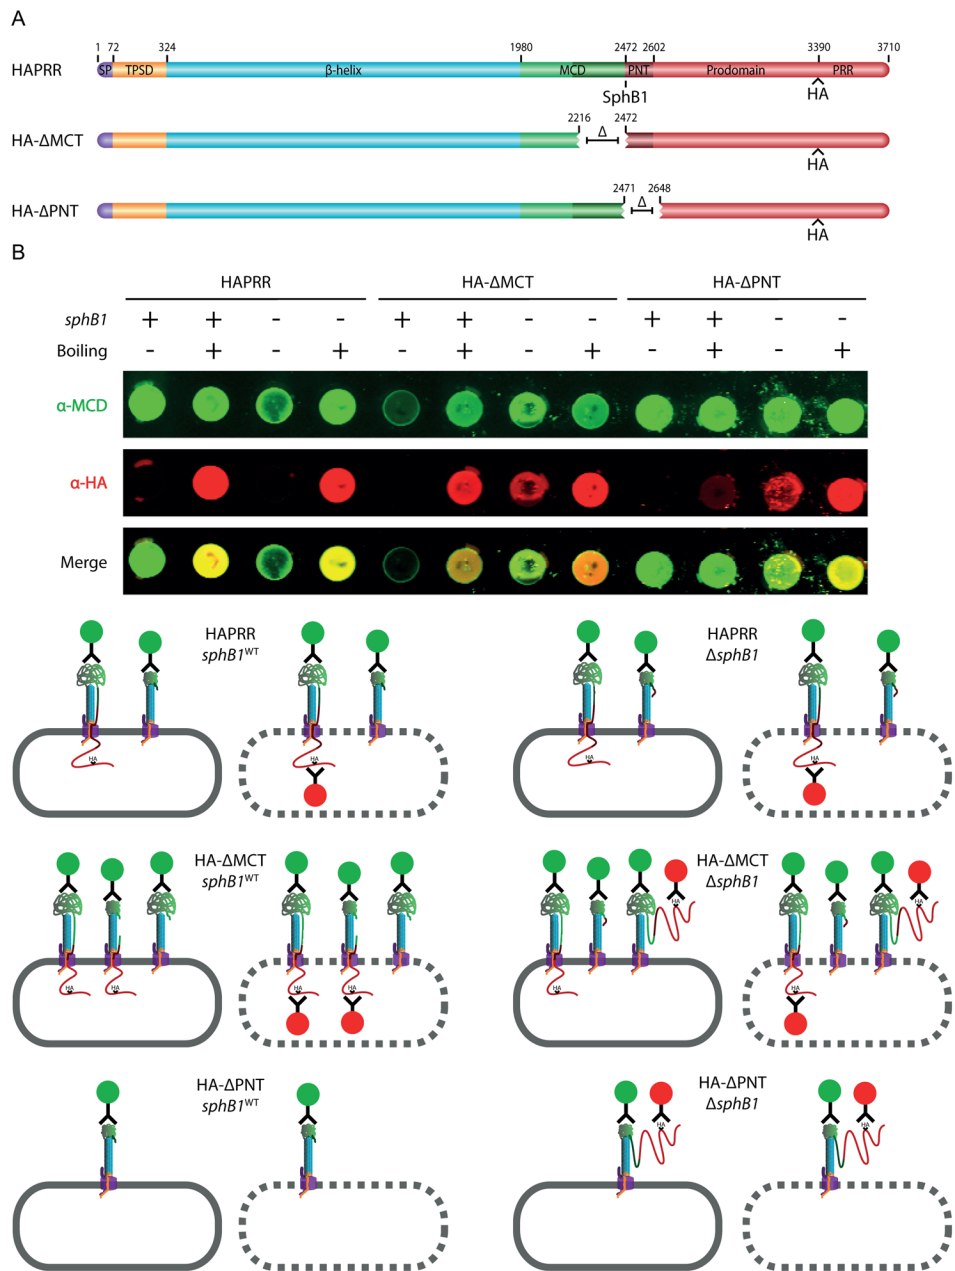 A
1 72 324 1980 2472 2602 3390 3710
HAPRR SP TPSD β-helix MCD PNT Prodomain PRR
SphB1 HA
2216 Δ 2472
HA-ΔMCT
HA
2471 Δ 2648
HA-ΔPNT
HA
B
HAPRR HA-ΔMCT HA-ΔPNT
sphB1 + + - - + + - - + + - -
Boiling - + - + - + - + - + - +
α-MCD
α-HA
Merge
HAPRR
sphB1WT
HAPRR
ΔsphB1
HA HA HA HA
HA-ΔMCT
sphB1WT
HA-ΔMCT
ΔsphB1
HA HA
HA HA HA HA HA HA
HA-ΔPNT
sphB1WT
HA-ΔPNT
ΔsphB1
HA HA